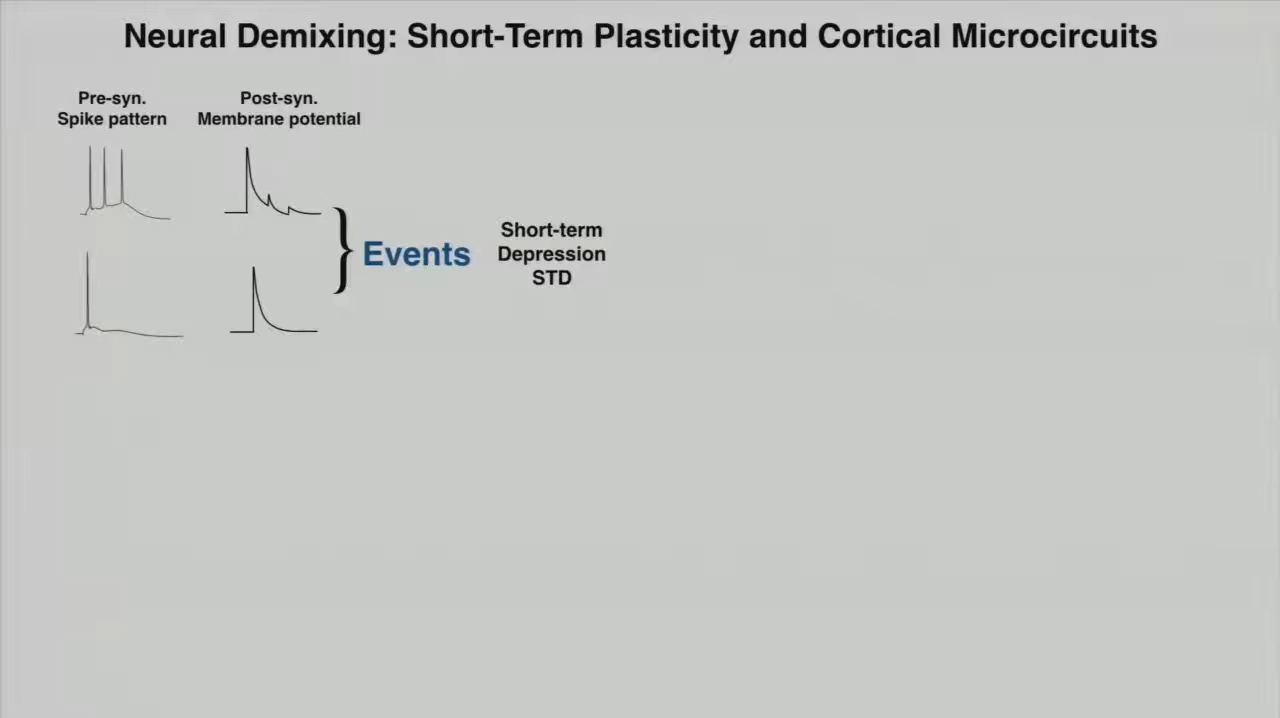 Neural Demixing: Short-Term Plasticity and Cortical Microcircuits
Pre-syn.
Spike pattern
Post-syn.
Membrane potential
Events
Short-term
Depression
STD